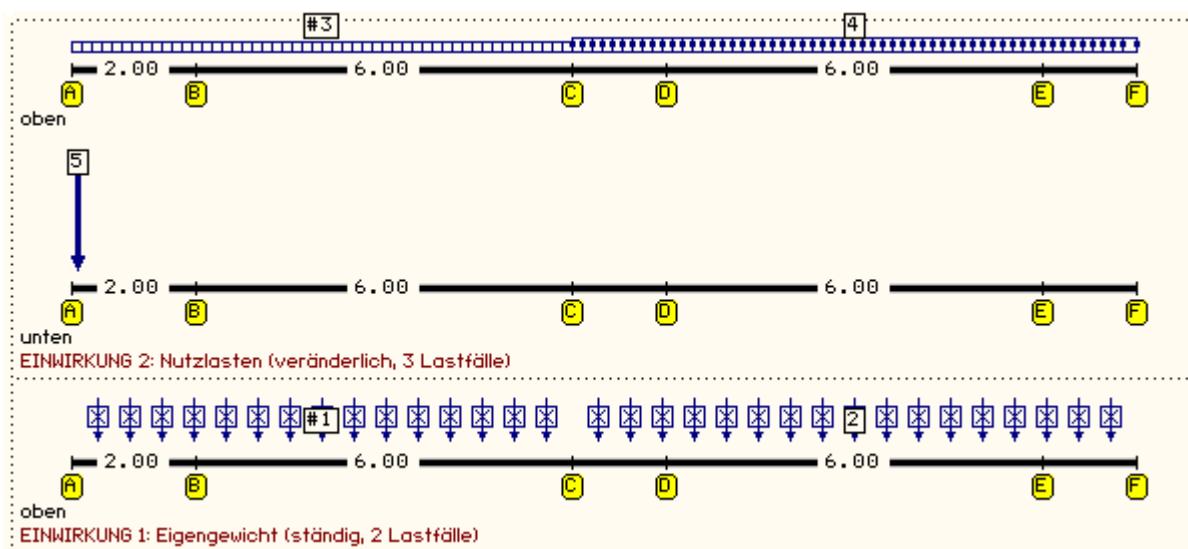 #3 4
2.00 6.00 6.00
A B C D E F
oben
5
2.00 6.00 6.00
A B C D E F
unten
EINWIRKUNG 2: Nutzlasten (veränderlich, 3 Lastfälle)
#1 2
2.00 6.00 6.00
A B C D E F
oben
EINWIRKUNG 1: Eigengewicht (ständig, 2 Lastfälle)